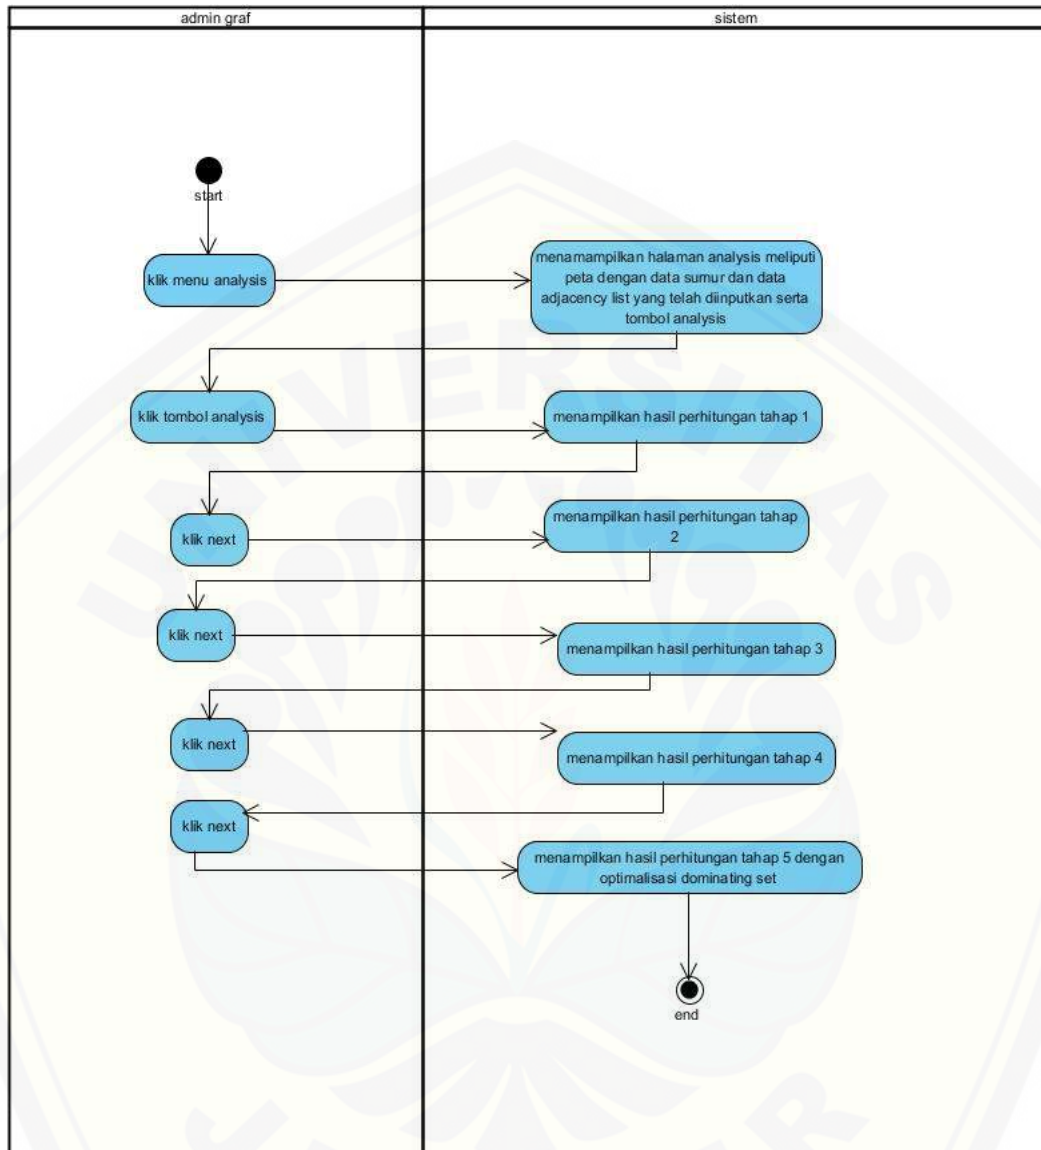 admin graf
sistem
start
klik menu analysis
menamampilkan halaman analysis meliputi
peta dengan data sumur dan data
adjacency list yang telah diinputkan serta
tombol analysis
klik tombol analysis
menampilkan hasil perhitungan tahap 1
klik next
menampilkan hasil perhitungan tahap
2
klik next
menampilkan hasil perhitungan tahap 3
klik next
menampilkan hasil perhitungan tahap 4
klik next
menampilkan hasil perhitungan tahap 5 dengan
optimalisasi dominating set
end
UNIVERSITAS